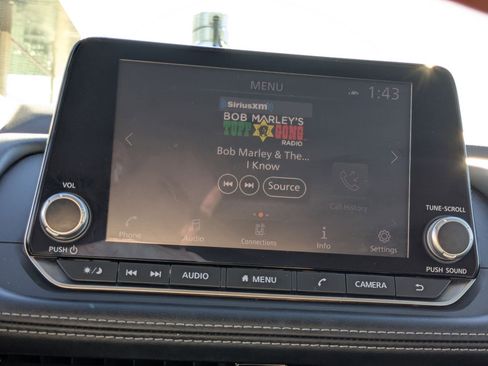 MENU
1:43
SiriusXM
BOB MARLEY'S
TUFF GONG
RADIO
Bob Marley & The...
I Know
Source
Call History
VOL
TUNE•SCROLL
Phone
Audio
Connections
Info
Settings
PUSH
PUSH SOUND
AUDIO
MENU
CAMERA